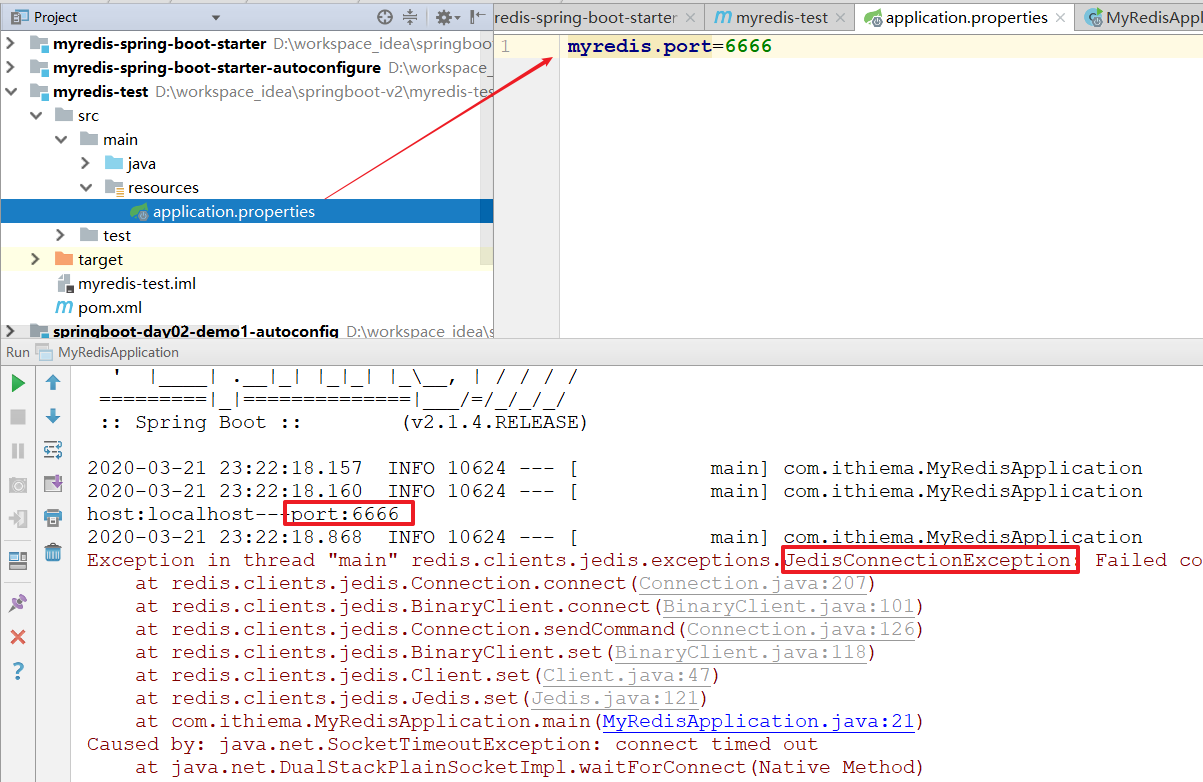 Project
myredis-spring-boot-starter D:\workspace_idea\springboo
myredis-spring-boot-starter-autoconfigure D:\workspace_
myredis-test D:\workspace_idea\springboot-v2\myredis-tes
src
main
java
resources
application.properties
test
target
myredis-test.iml
pom.xml
springboot-day02-demo1-autoconfig D:\workspace_idea\s
redis-spring-boot-starter
myredis-test
application.properties
MyRedisAppl
1 myredis.port=6666
Run MyRedisApplication
' |____| .__|_| |_|_| |_\__, | / / / /
=========|_|==============|___/=/_/_/_/
:: Spring Boot :: (v2.1.4.RELEASE)
2020-03-21 23:22:18.157 INFO 10624 --- [ main] com.ithiema.MyRedisApplication
2020-03-21 23:22:18.160 INFO 10624 --- [ main] com.ithiema.MyRedisApplication
host:localhost---port:6666
2020-03-21 23:22:18.868 INFO 10624 --- [ main] com.ithiema.MyRedisApplication
Exception in thread "main" redis.clients.jedis.exceptions.JedisConnectionException: Failed co
at redis.clients.jedis.Connection.connect(Connection.java:207)
at redis.clients.jedis.BinaryClient.connect(BinaryClient.java:101)
at redis.clients.jedis.Connection.sendCommand(Connection.java:126)
at redis.clients.jedis.BinaryClient.set(BinaryClient.java:118)
at redis.clients.jedis.Client.set(Client.java:47)
at redis.clients.jedis.Jedis.set(Jedis.java:121)
at com.ithiema.MyRedisApplication.main(MyRedisApplication.java:21)
Caused by: java.net.SocketTimeoutException: connect timed out
at java.net.DualStackPlainSocketImpl.waitForConnect(Native Method)